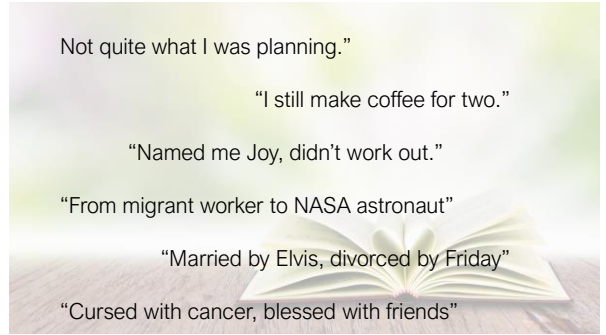 Not quite what I was planning.”
“I still make coffee for two.”
“Named me Joy, didn’t work out.”
“From migrant worker to NASA astronaut”
“Married by Elvis, divorced by Friday”
“Cursed with cancer, blessed with friends”